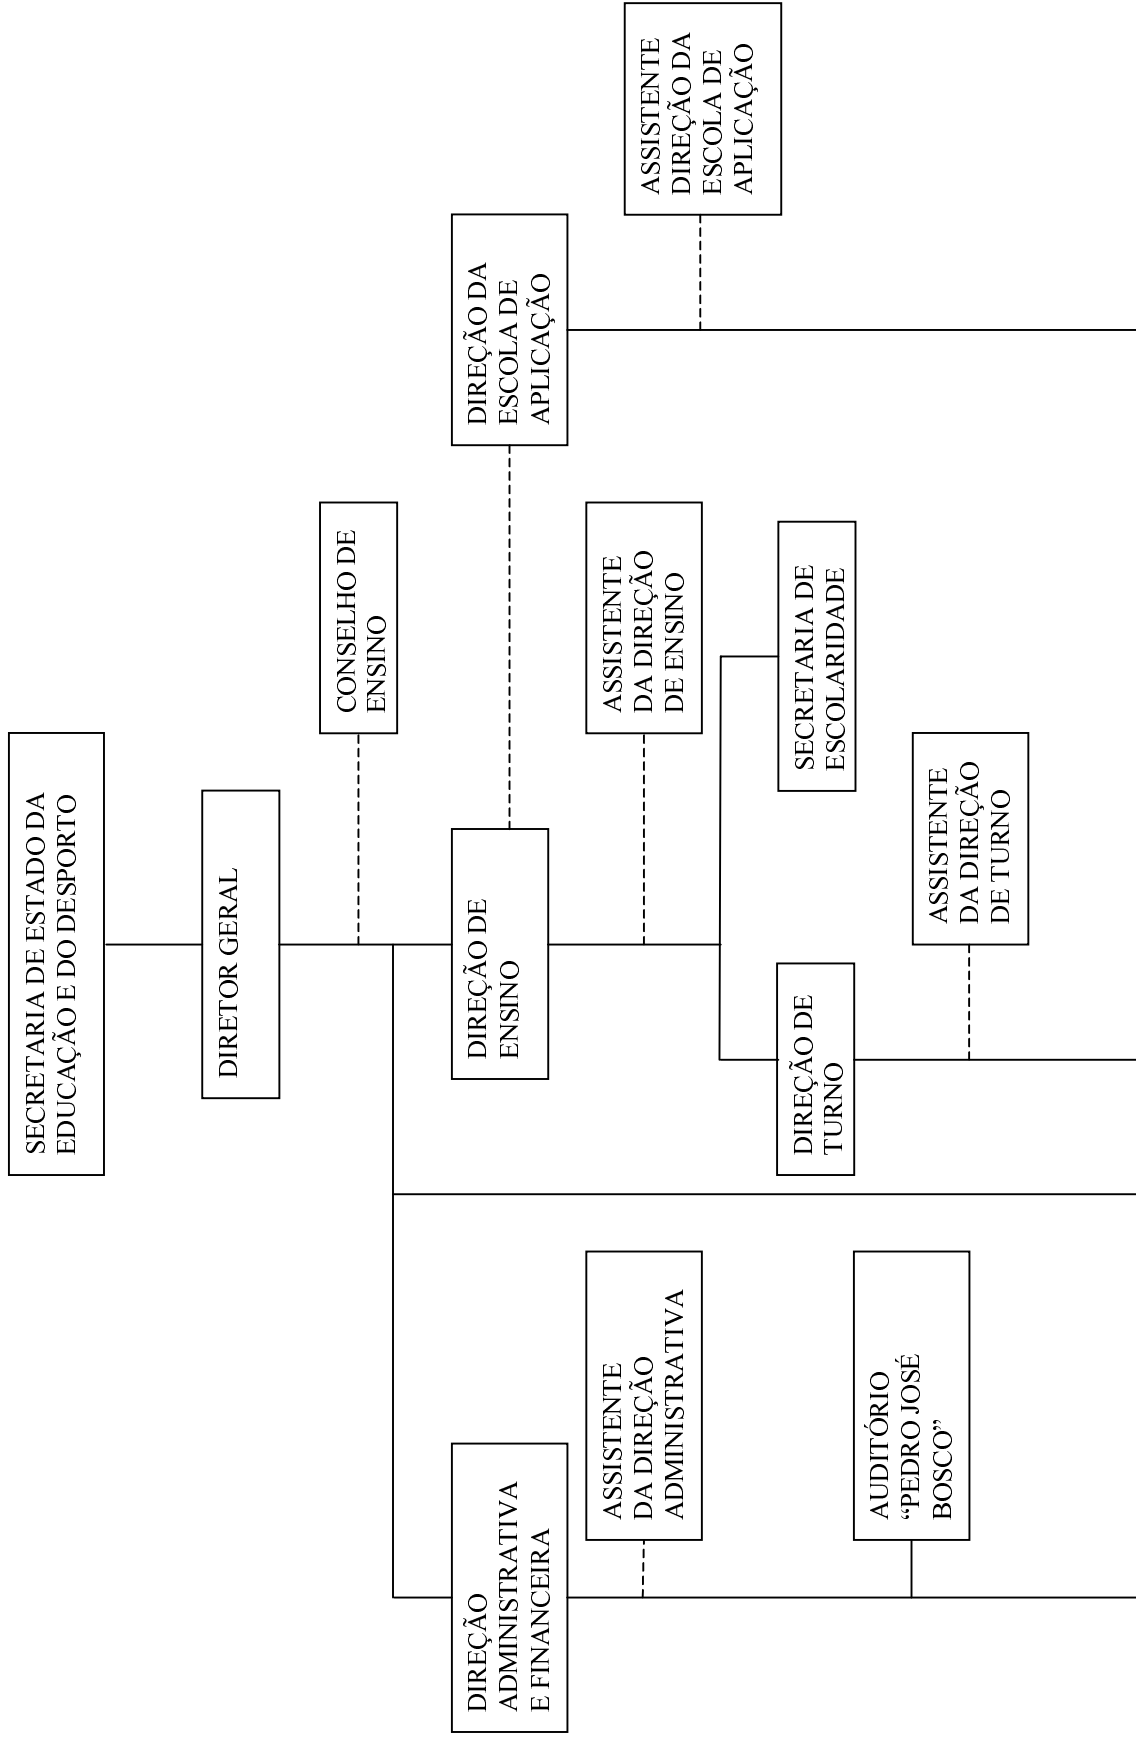 SECRETARIA DE ESTADO DA
EDUCAÇÃO E DO DESPORTO
DIRETOR GERAL
CONSELHO DE
ENSINO
DIREÇÃO
ADMINISTRATIVA
E FINANCEIRA
DIREÇÃO DE
ENSINO
DIREÇÃO DA
ESCOLA DE
APLICAÇÃO
ASSISTENTE
DA DIREÇÃO
ADMINISTRATIVA
ASSISTENTE
DA DIREÇÃO
DE ENSINO
ASSISTENTE
DIREÇÃO DA
ESCOLA DE
APLICAÇÃO
DIREÇÃO DE
TURNO
SECRETARIA DE
ESCOLARIDADE
AUDITÓRIO
“PEDRO JOSÉ
BOSCO”
ASSISTENTE
DA DIREÇÃO
DE TURNO